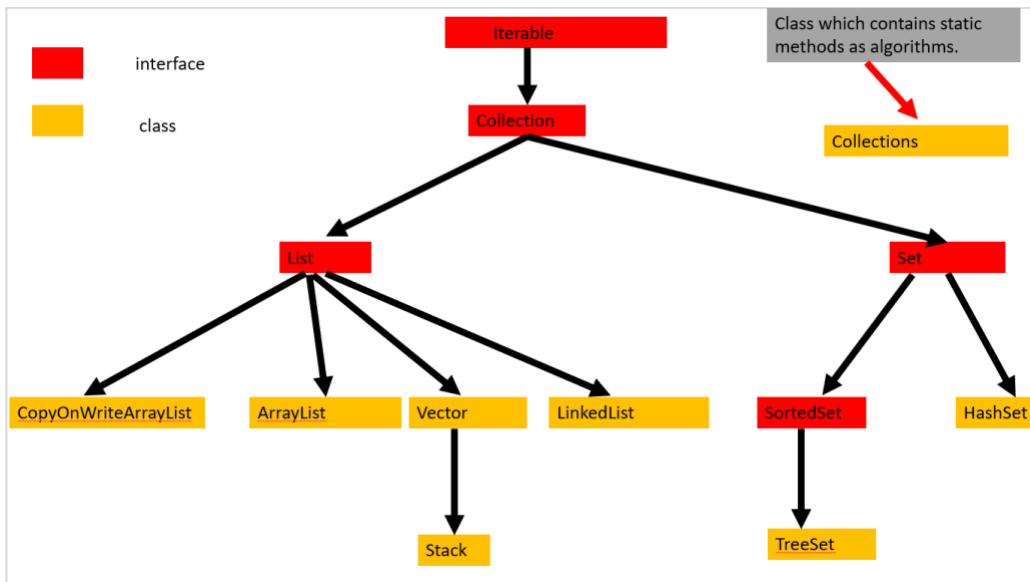 Iterable
Class which contains static
methods as algorithms.
interface
class
Collection
Collections
List
Set
CopyOnWriteArrayList
ArrayList
Vector
LinkedList
SortedSet
HashSet
Stack
TreeSet